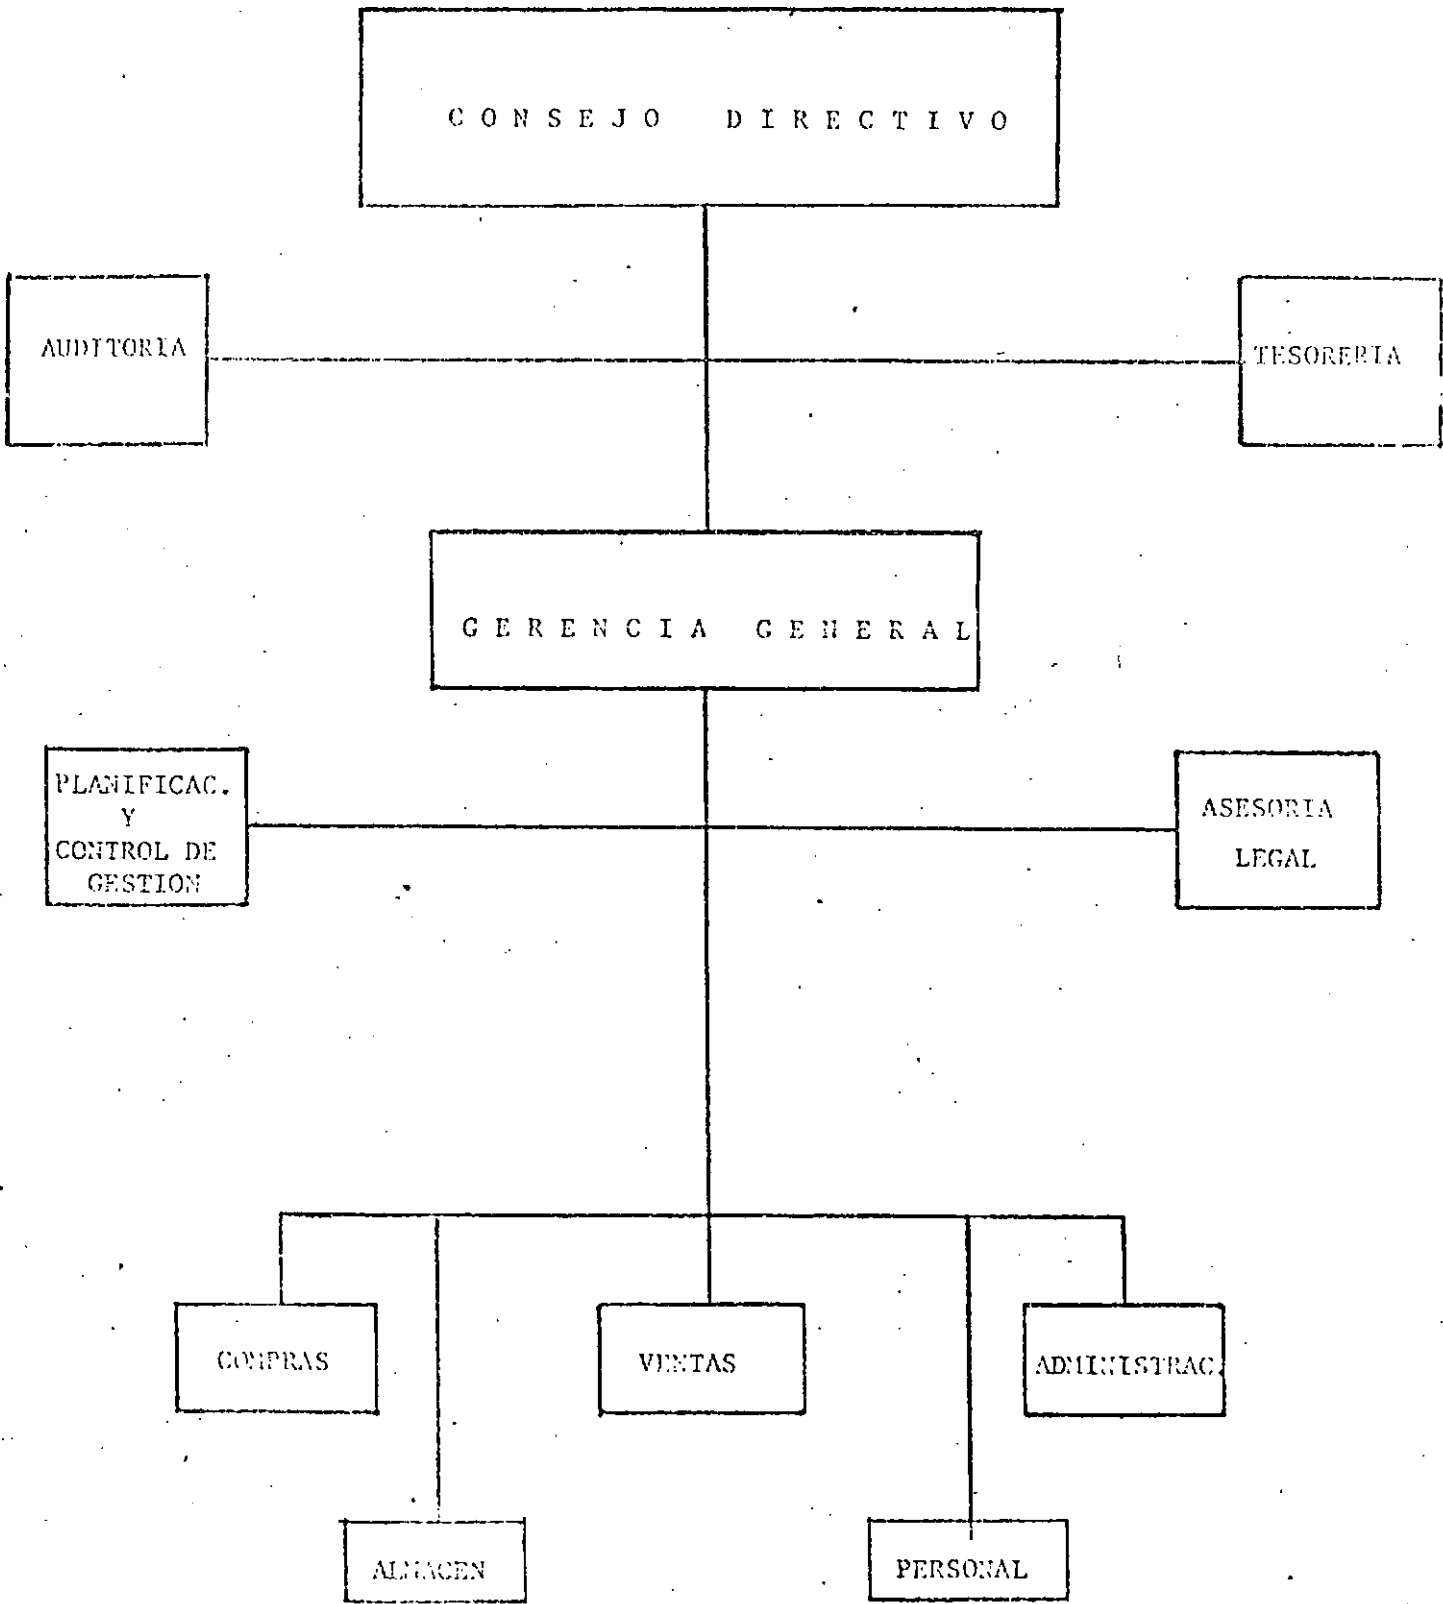 CONSEJO DIRECTIVO
AUDITORIA
TESORERIA
GERENCIA GENERAL
PLANIFICAC.
Y
CONTROL DE
GESTION
ASESORIA
LEGAL
COMPRAS
VENTAS
ADMINISTRAC.
ALMACEN
PERSONAL